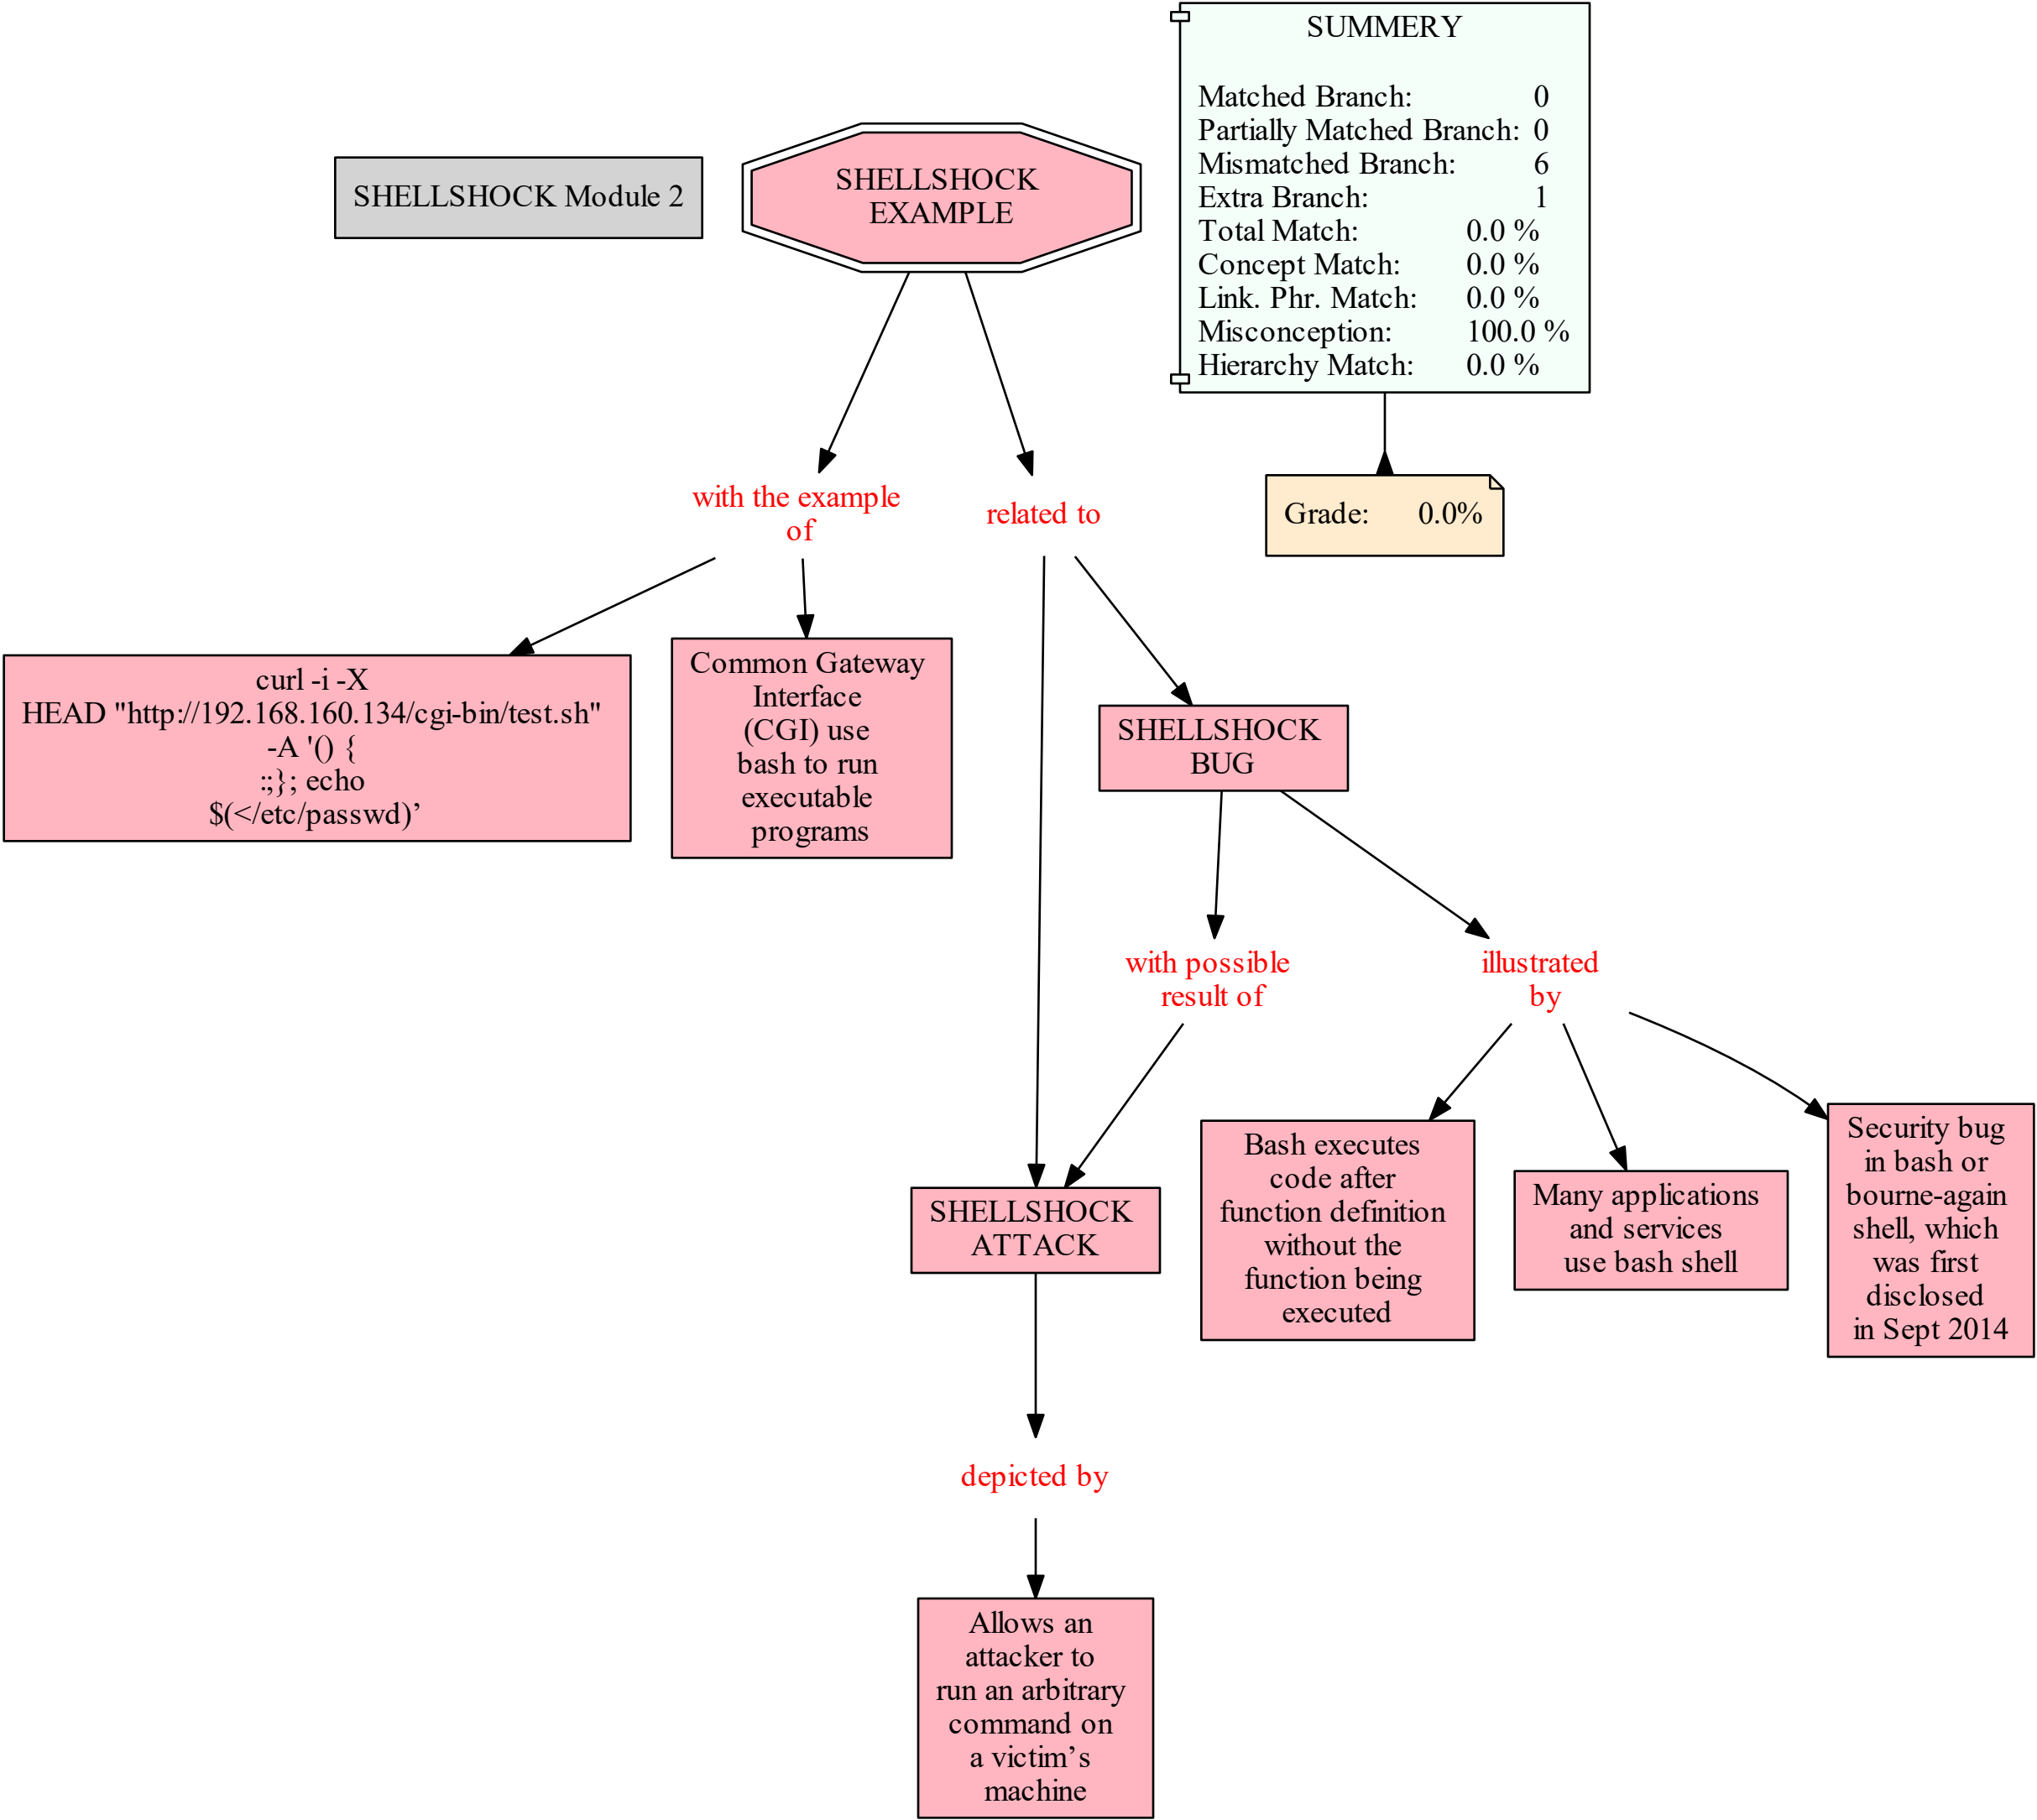 SHELLSHOCK Module 2
SHELLSHOCK
EXAMPLE
SUMMERY
Matched Branch: 0
Partially Matched Branch: 0
Mismatched Branch: 6
Extra Branch: 1
Total Match: 0.0 %
Concept Match: 0.0 %
Link. Phr. Match: 0.0 %
Misconception: 100.0 %
Hierarchy Match: 0.0 %
Grade: 0.0%
with the example
of
related to
curl -i -X
HEAD "http://192.168.160.134/cgi-bin/test.sh"
-A '() {
:;}; echo
$(</etc/passwd)’
Common Gateway
Interface
(CGI) use
bash to run
executable
programs
SHELLSHOCK
BUG
with possible
result of
illustrated
by
SHELLSHOCK
ATTACK
Bash executes
code after
function definition
without the
function being
executed
Many applications
and services
use bash shell
Security bug
in bash or
bourne-again
shell, which
was first
disclosed
in Sept 2014
depicted by
Allows an
attacker to
run an arbitrary
command on
a victim’s
machine